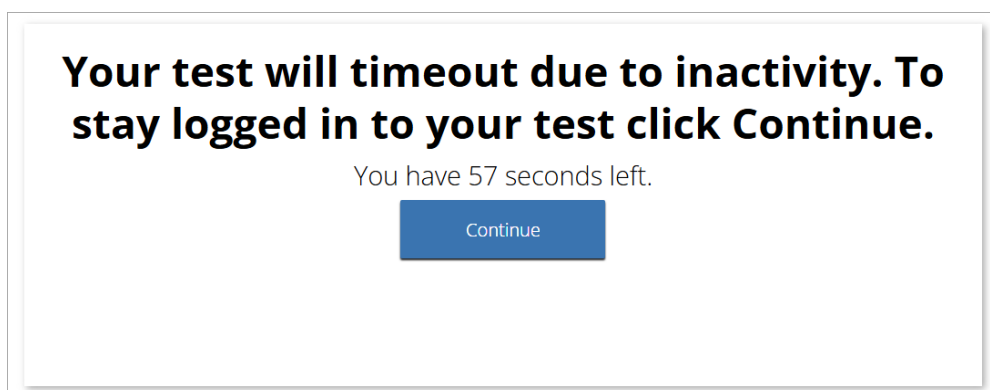 Your test will timeout due to inactivity. To
stay logged in to your test click Continue.
You have 57 seconds left.
Continue